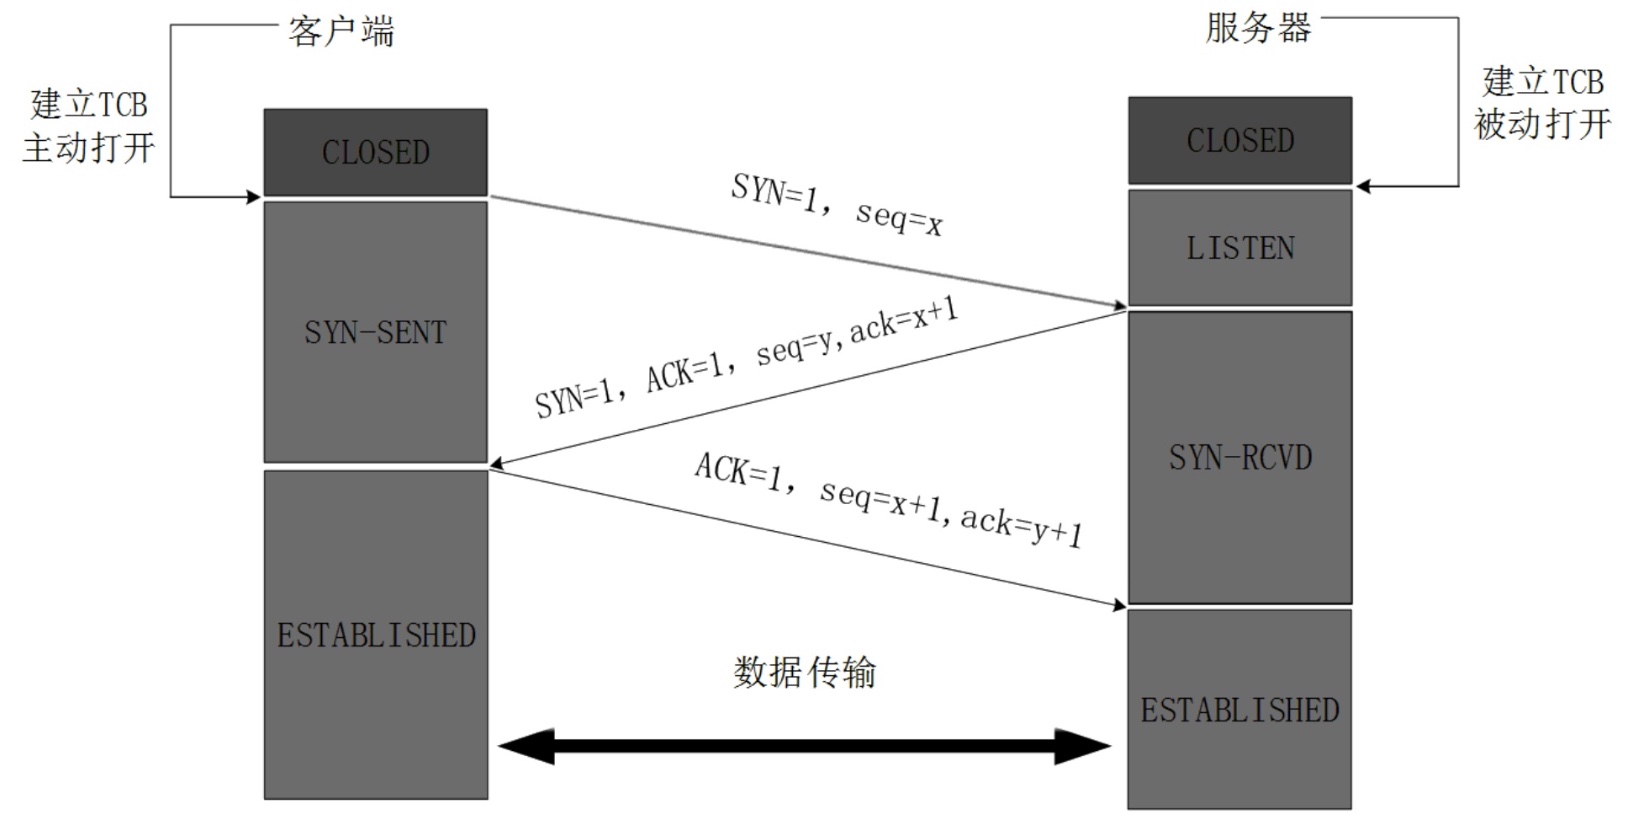 客户端
服务器
建立TCB
主动打开
建立TCB
被动打开
CLOSED
CLOSED
SYN=1, seq=x
LISTEN
SYN-SENT
SYN=1, ACK=1, seq=y,ack=x+1
SYN-RCVD
ACK=1, seq=x+1,ack=y+1
ESTABLISHED
数据传输
ESTABLISHED